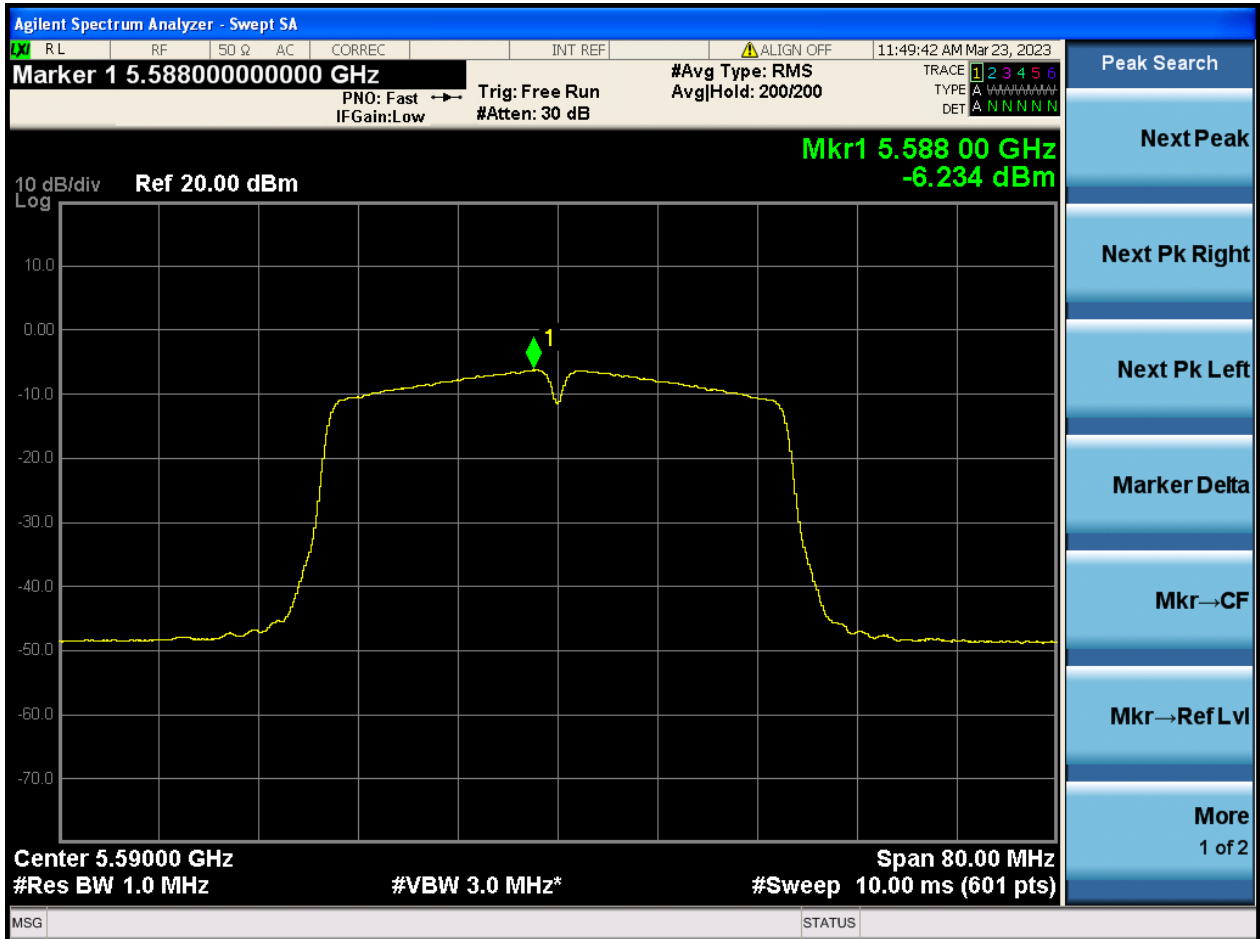 Agilent Spectrum Analyzer - Swept SA
LXI RL RF 50 Ω AC CORREC INT REF ALIGN OFF 11:49:42 AM Mar 23, 2023
Marker 1 5.588000000000 GHz
PNO: Fast
IFGain:Low
Trig: Free Run
#Atten: 30 dB
#Avg Type: RMS
Avg|Hold: 200/200
TRACE 1 2 3 4 5 6
TYPE A WWWWW
DET A N N N N N
Mkr1 5.588 00 GHz
-6.234 dBm
10 dB/div Ref 20.00 dBm
Log
10.0
0.00
-10.0
-20.0
-30.0
-40.0
-50.0
-60.0
-70.0
1
Center 5.59000 GHz Span 80.00 MHz
#Res BW 1.0 MHz #VBW 3.0 MHz* #Sweep 10.00 ms (601 pts)
MSG STATUS
Peak Search
Next Peak
Next Pk Right
Next Pk Left
Marker Delta
Mkr→CF
Mkr→Ref Lvl
More
1 of 2